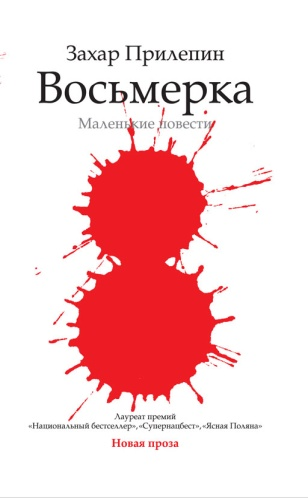 Захар Прилепин
Восьмерка
Маленькие повести
Лауреат премий
«Национальный бестселлер», «Супернацбест», «Ясная Поляна»
Новая проза